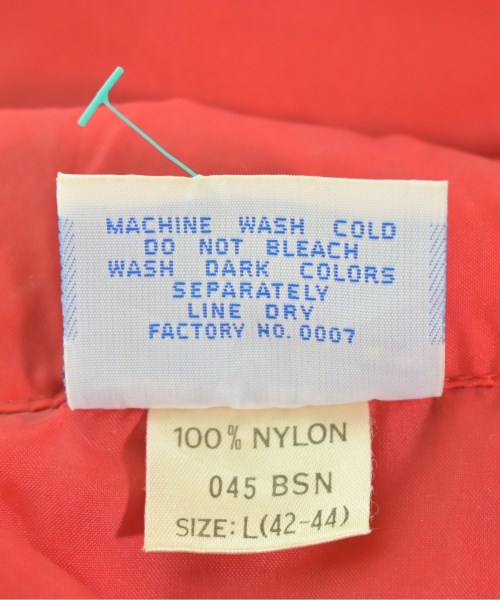 MACHINE WASH COLD
DO NOT BLEACH
WASH DARK COLORS
SEPARATELY
LINE DRY
FACTORY NO. 0007
100% NYLON
045 BSN
SIZE: L(42-44)